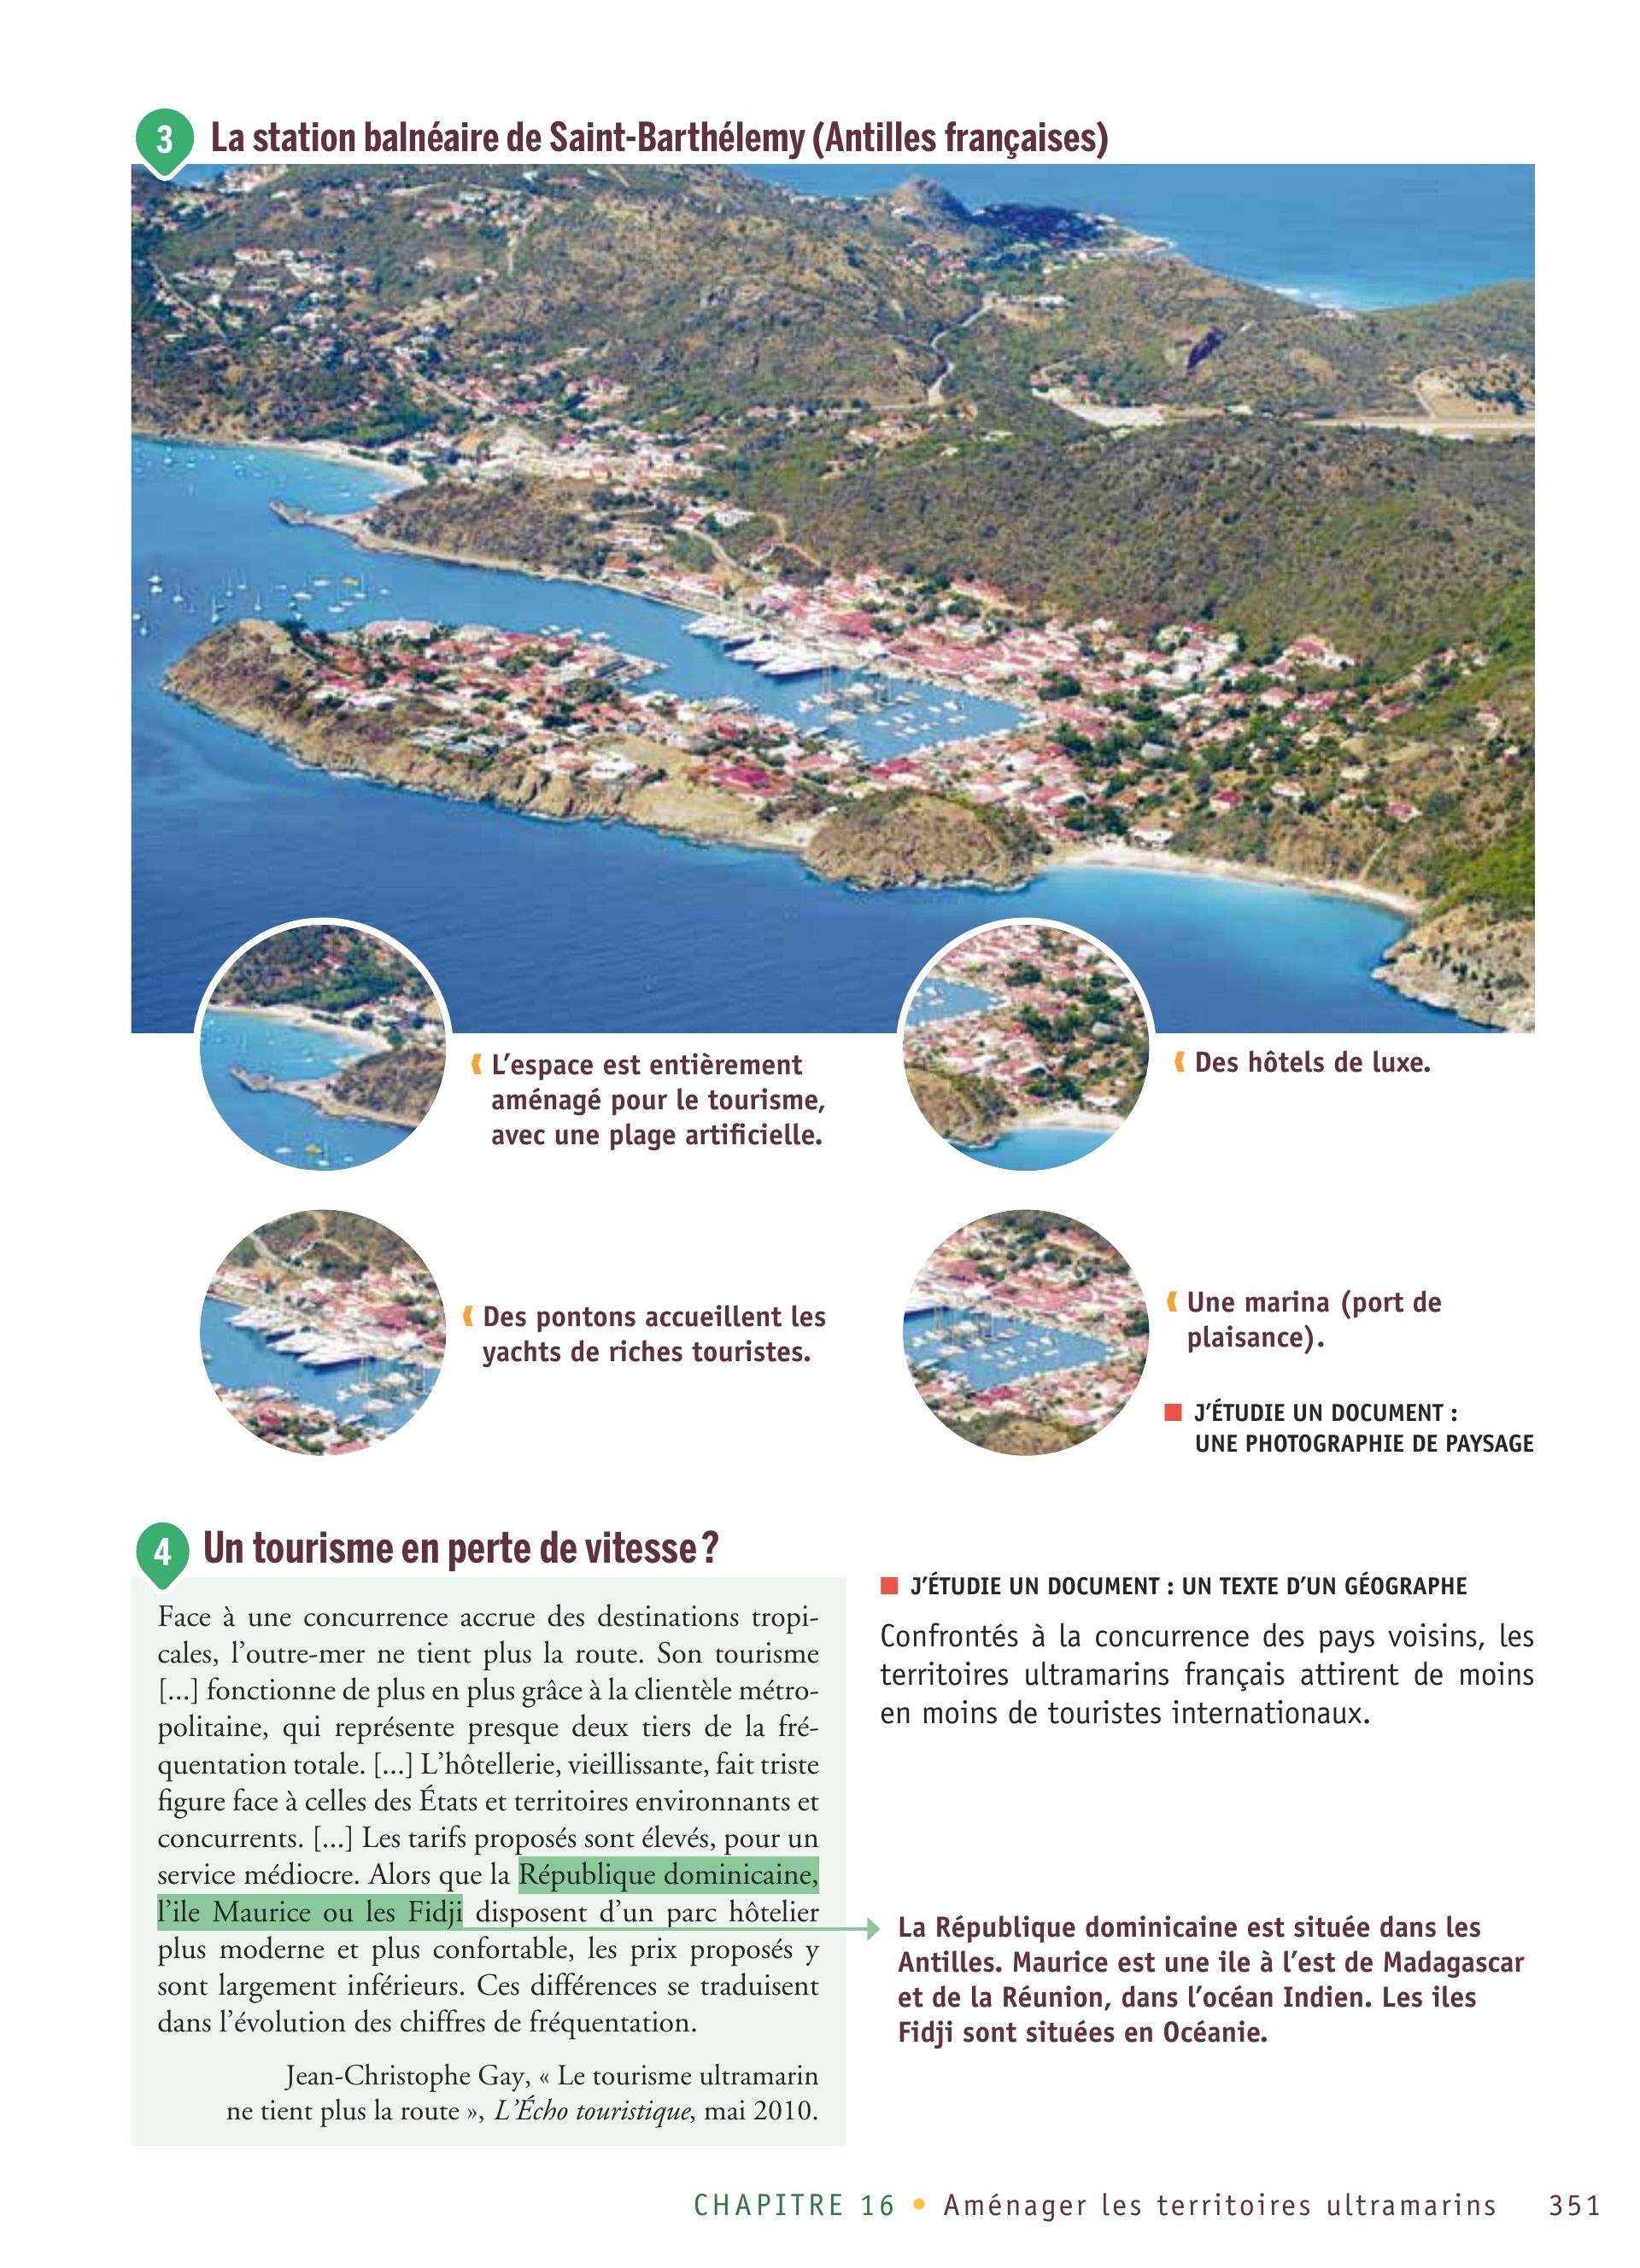 3 La station balnéaire de Saint-Barthélemy (Antilles françaises)
L’espace est entièrement
aménagé pour le tourisme,
avec une plage artificielle.
Des hôtels de luxe.
Des pontons accueillent les
yachts de riches touristes.
Une marina (port de
plaisance).
J’ÉTUDIE UN DOCUMENT :
UNE PHOTOGRAPHIE DE PAYSAGE
4 Un tourisme en perte de vitesse ?
Face à une concurrence accrue des destinations tropi-
cales, l’outre-mer ne tient plus la route. Son tourisme
[...] fonctionne de plus en plus grâce à la clientèle métro-
politaine, qui représente presque deux tiers de la fré-
quentation totale. [...] L’hôtellerie, vieillissante, fait triste
figure face à celles des États et territoires environnants et
concurrents. [...] Les tarifs proposés sont élevés, pour un
service médiocre. Alors que la République dominicaine,
l’ile Maurice ou les Fidji disposent d’un parc hôtelier
plus moderne et plus confortable, les prix proposés y
sont largement inférieurs. Ces différences se traduisent
dans l’évolution des chiffres de fréquentation.
Jean-Christophe Gay, « Le tourisme ultramarin
ne tient plus la route », L’Écho touristique, mai 2010.
J’ÉTUDIE UN DOCUMENT : UN TEXTE D’UN GÉOGRAPHE
Confrontés à la concurrence des pays voisins, les
territoires ultramarins français attirent de moins
en moins de touristes internationaux.
La République dominicaine est située dans les
Antilles. Maurice est une ile à l’est de Madagascar
et de la Réunion, dans l’océan Indien. Les iles
Fidji sont situées en Océanie.
CHAPITRE 16 • Aménager les territoires ultramarins 351